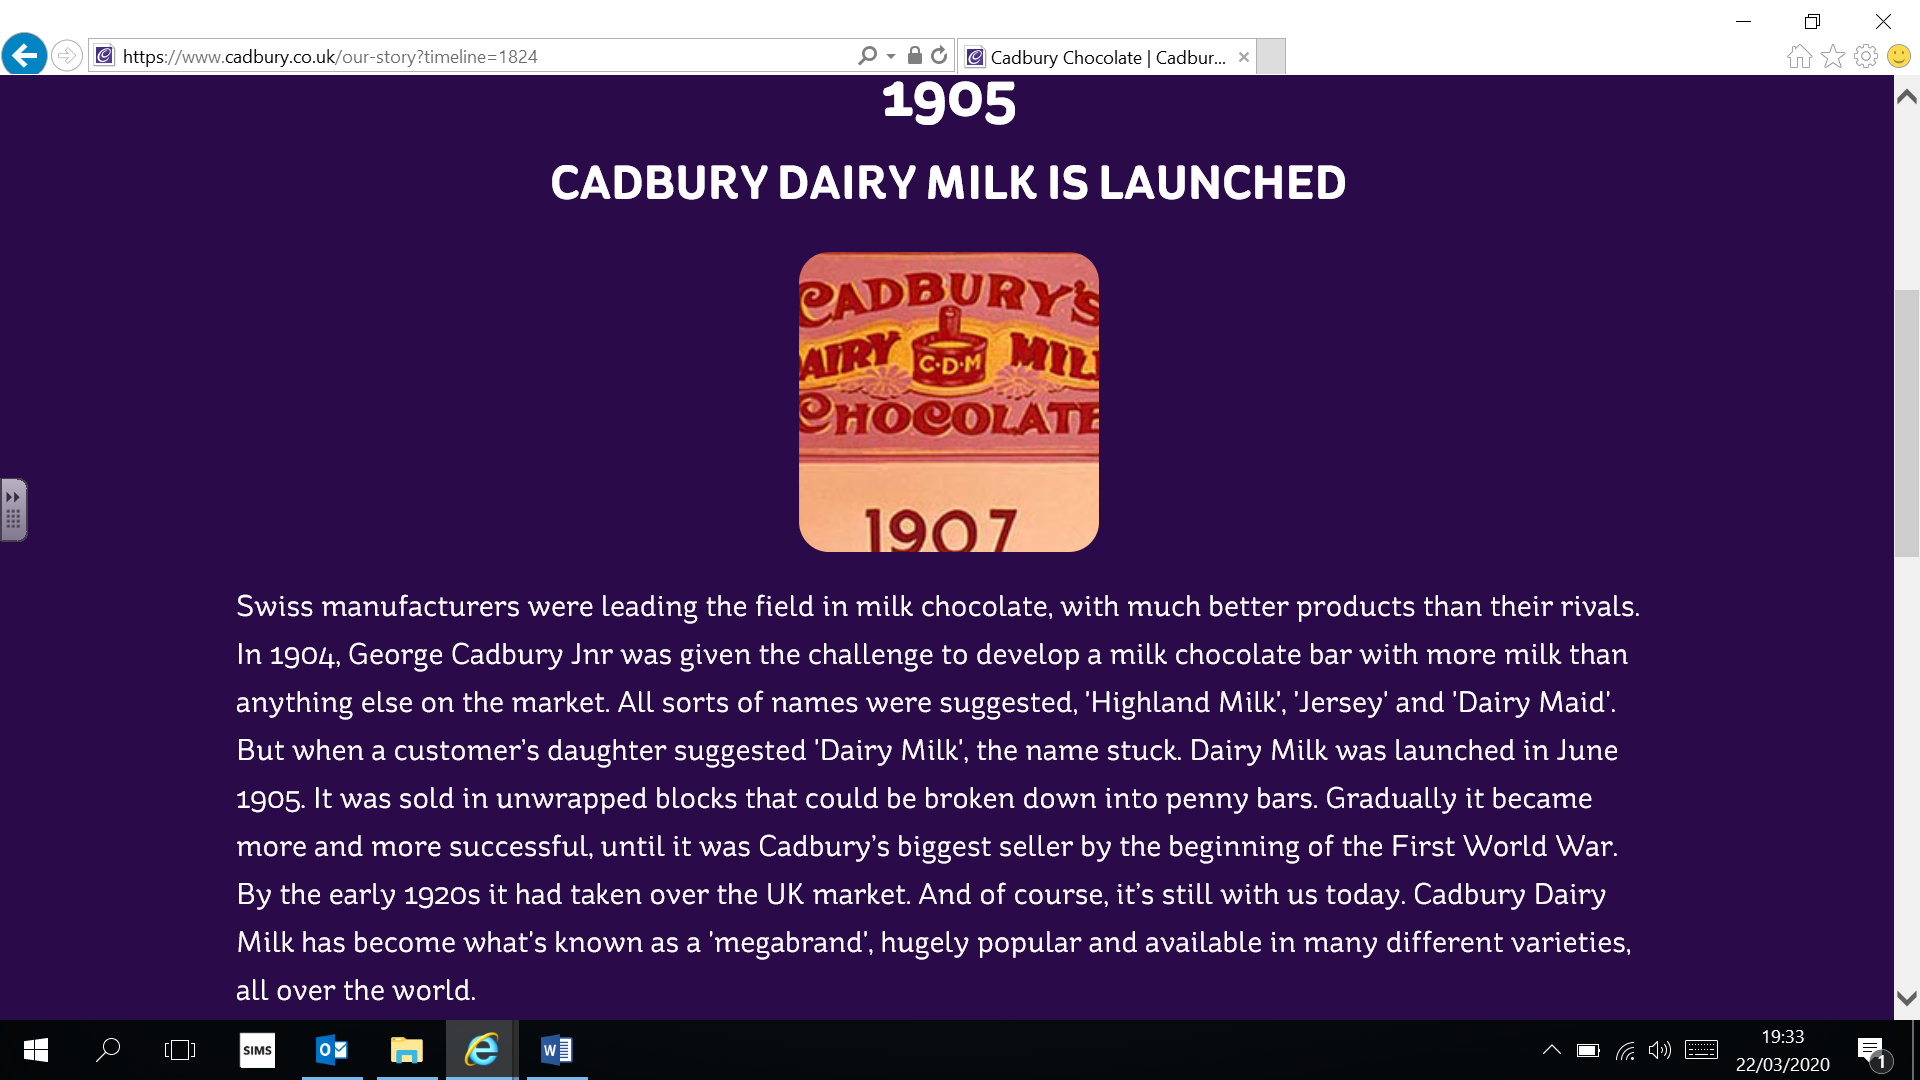 https://www.cadbury.co.uk/our-story?timeline=1824
Cadbury Chocolate | Cadbur...
1905
CADBURY DAIRY MILK IS LAUNCHED
CADBURY'S
AIRY MIL
C·D·M
CHOCOLATE
1907
Swiss manufacturers were leading the field in milk chocolate, with much better products than their rivals.
In 1904, George Cadbury Jnr was given the challenge to develop a milk chocolate bar with more milk than
anything else on the market. All sorts of names were suggested, 'Highland Milk', 'Jersey' and 'Dairy Maid'.
But when a customer’s daughter suggested 'Dairy Milk', the name stuck. Dairy Milk was launched in June
1905. It was sold in unwrapped blocks that could be broken down into penny bars. Gradually it became
more and more successful, until it was Cadbury’s biggest seller by the beginning of the First World War.
By the early 1920s it had taken over the UK market. And of course, it’s still with us today. Cadbury Dairy
Milk has become what's known as a 'megabrand', hugely popular and available in many different varieties,
all over the world.
SIMS
19:33
22/03/2020
1